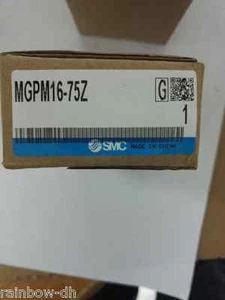 MGPM16-75Z
G
1
SMC
MADE IN CHINA
rainbow-dh